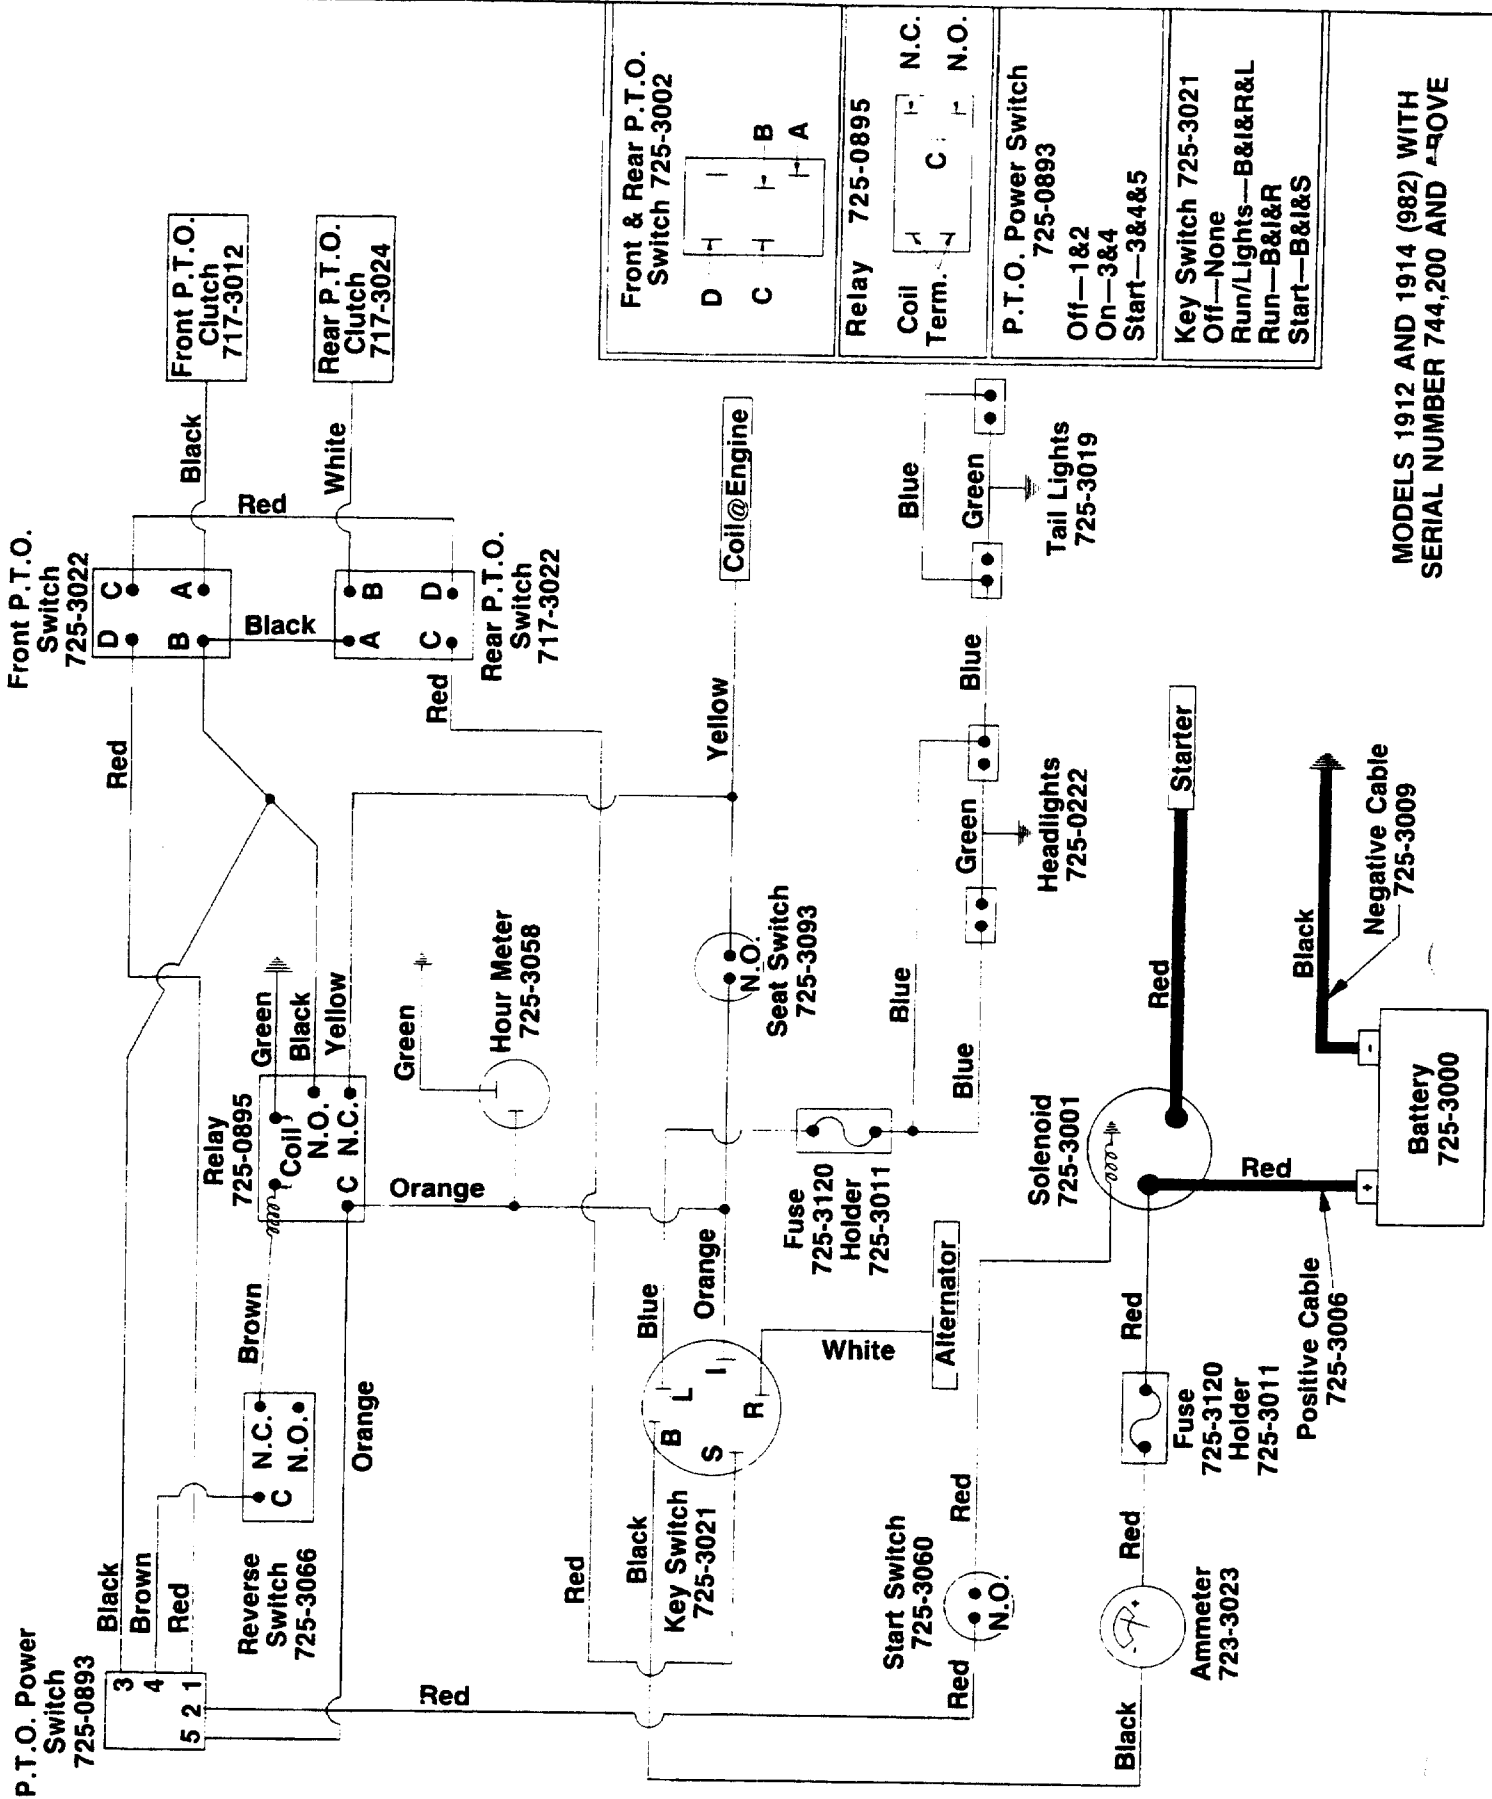 P.T.O. Power
Switch
725-0893
3
4
1
2
5
Black
Brown
Red
Reverse
Switch
725-3066
C
N.C.
N.O.
Brown
Orange
Relay
725-0895
Coil
N.O.
N.C.
C
Green
Black
Yellow
Orange
Front P.T.O.
Switch
725-3022
D
C
B
A
Red
Black
Red
Rear P.T.O.
Switch
717-3022
A
B
C
D
Red
Black
White
Front P.T.O.
Clutch
717-3012
Rear P.T.O.
Clutch
717-3024
Green
Hour Meter
725-3058
Seat Switch
725-3093
N.O.
Yellow
Coil@Engine
Red
Black
Key Switch
725-3021
B
L
S
I
R
Blue
Orange
White
Alternator
Fuse
725-3120
Holder
725-3011
Blue
Blue
Green
Headlights
725-0222
Blue
Blue
Green
Tail Lights
725-3019
Red
Start Switch
725-3060
N.O.
Red
Red
Solenoid
725-3001
Red
Starter
Black
Ammeter
723-3023
- +
Red
Fuse
725-3120
Holder
725-3011
Red
Positive Cable
725-3006
Red
Battery
725-3000
+
-
Black
Negative Cable
725-3009
Front & Rear P.T.O.
Switch 725-3002
D
C
B
A
Relay 725-0895
Coil
Term.
C
N.C.
N.O.
P.T.O. Power Switch
725-0893
Off—1&2
On—3&4
Start—3&4&5
Key Switch 725-3021
Off—None
Run/Lights—B&I&R&L
Run—B&I&R
Start—B&I&S
MODELS 1912 AND 1914 (982) WITH
SERIAL NUMBER 744,200 AND ABOVE